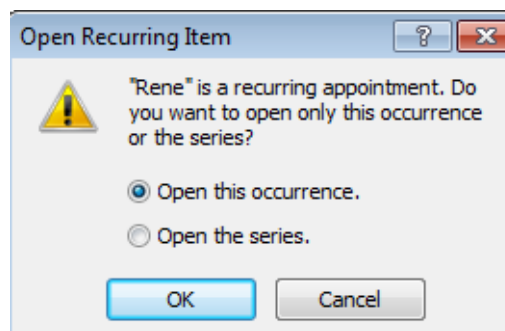 Open Recurring Item
?
"Rene" is a recurring appointment. Do
you want to open only this occurrence
or the series?
Open this occurrence.
Open the series.
OK Cancel